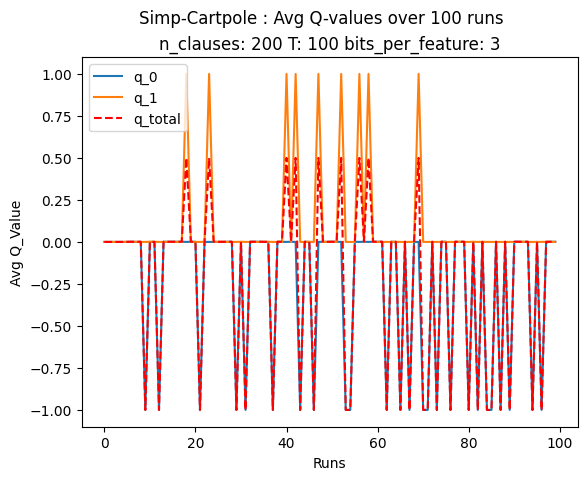 Simp-Cartpole : Avg Q-values over 100 runs
n_clauses: 200 T: 100 bits_per_feature: 3
q_0
q_1
q_total
1.00
0.75
0.50
0.25
0.00
−0.25
−0.50
−0.75
−1.00
Avg Q_Value
0 20 40 60 80 100
Runs